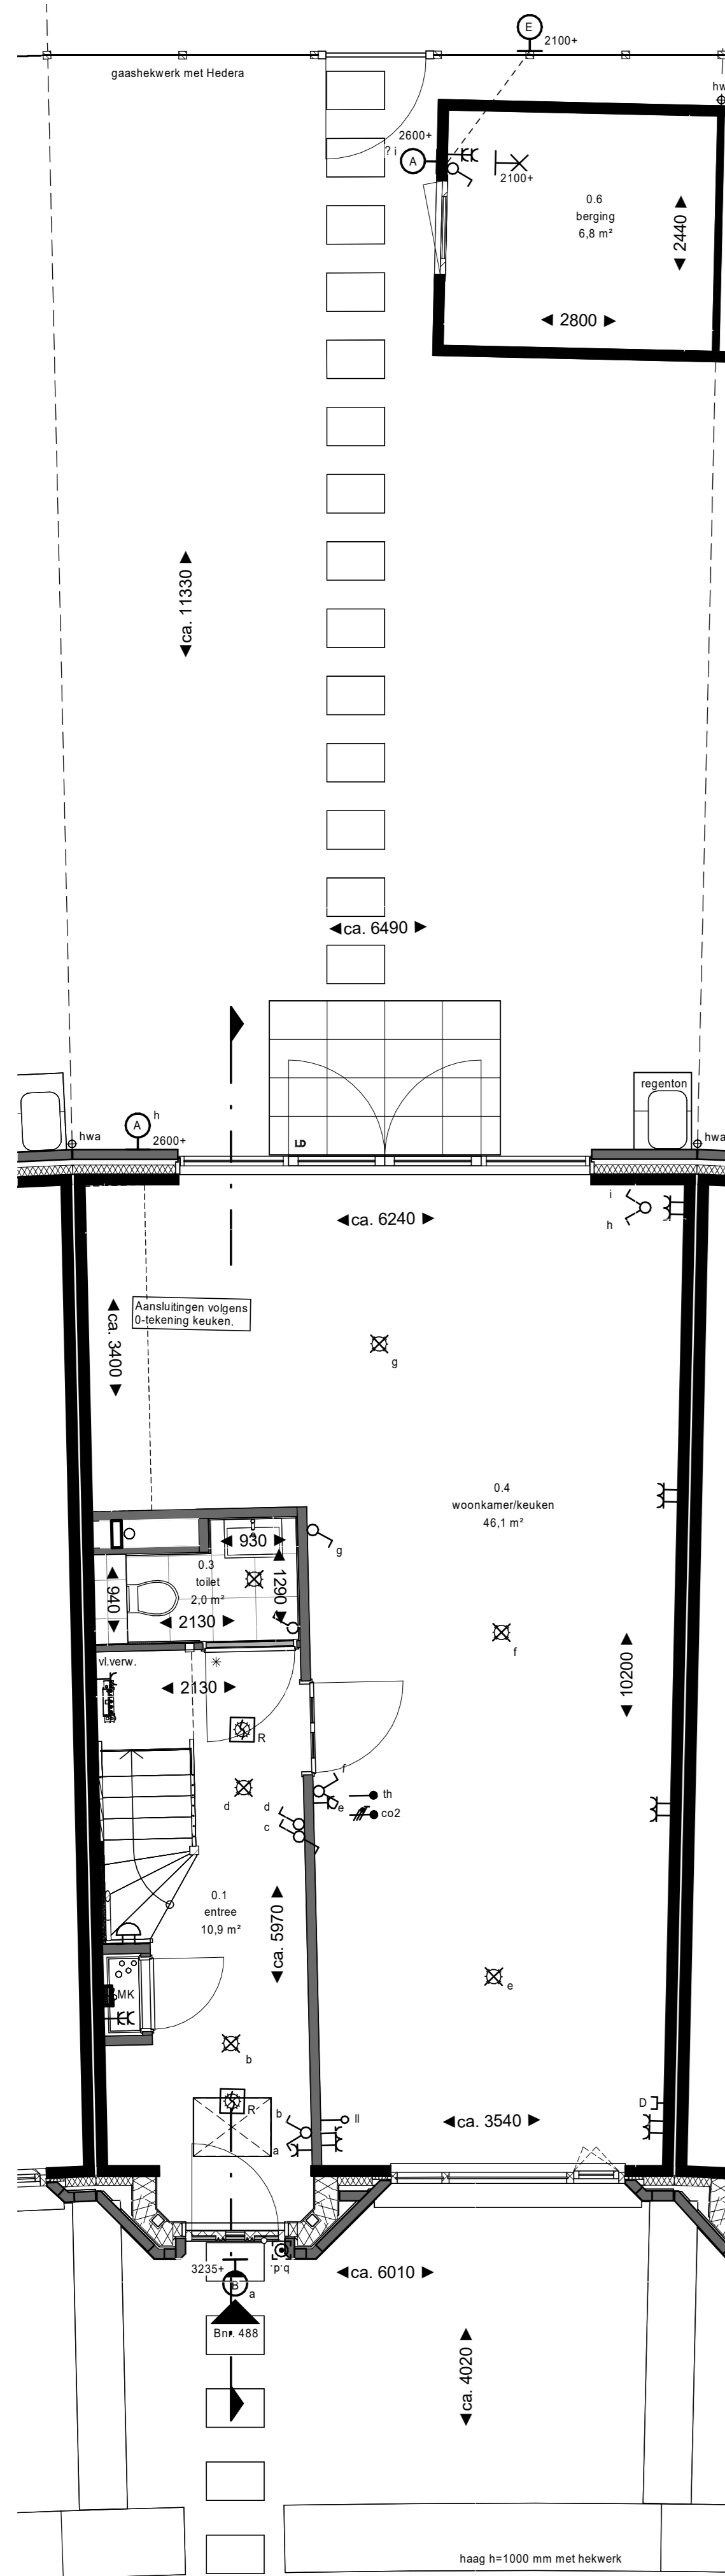 E
2100+
gaashekwerk met Hedera
hw
2600+
? i
A
2100+
0.6
berging
6,8 m²
2440
2800
ca. 11330
ca. 6490
regenton
h
A
2600+
hwa
LD
hwa
ca. 6240
i
h
Aansluitingen volgens
0-tekening keuken.
ca. 3400
g
0.4
woonkamer/keuken
46,1 m²
930
g
0.3
toilet
2,0 m²
940
1290
2130
f
vl.verw.
2130
10200
R
f
d
d
e
th
c
co2
0.1
entree
10,9 m²
ca. 5970
e
MK
b
R
b
ll
D
a
ca. 3540
3235+
p.d.
ca. 6010
B
a
Bnr. 488
ca. 4020
haag h=1000 mm met hekwerk